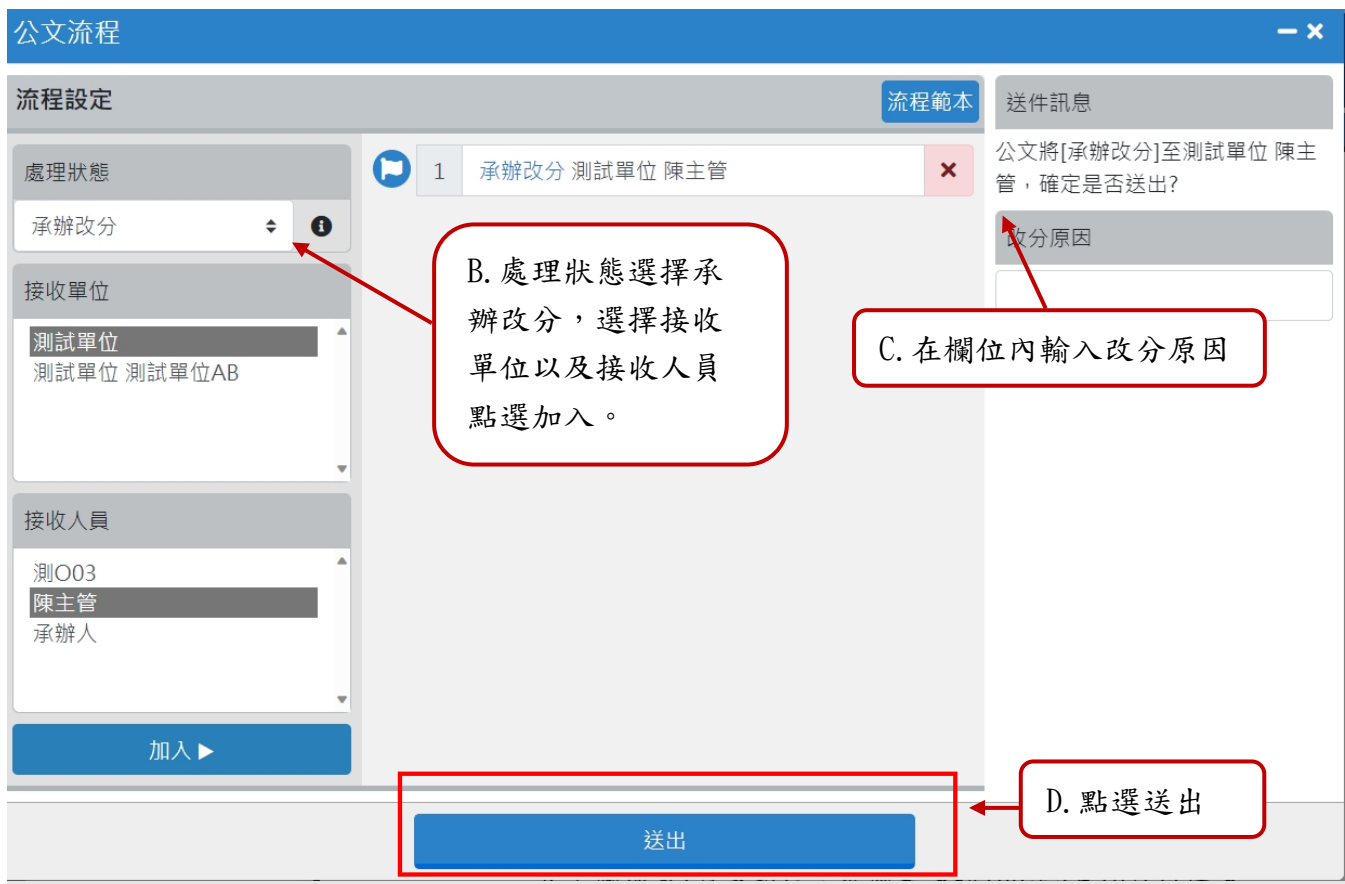 公文流程
流程設定
流程範本
處理狀態
承辦改分
接收單位
測試單位
測試單位 測試單位AB
接收人員
測O03
陳主管
承辦人
加入
1 承辦改分 測試單位 陳主管
B. 處理狀態選擇承
辦改分，選擇接收
單位以及接收人員
點選加入。
送件訊息
公文將[承辦改分]至測試單位 陳主
管，確定是否送出?
改分原因
C. 在欄位內輸入改分原因
D. 點選送出
送出